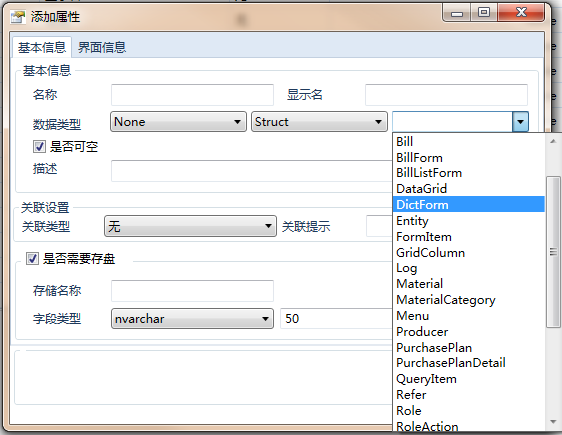 添加属性
基本信息 界面信息
基本信息
名称 显示名
数据类型 None Struct
是否可空
描述
关联设置
关联类型 无 关联提示
是否需要存盘
存储名称
字段类型 nvarchar 50
Bill
BillForm
BillListForm
DataGrid
DictForm
Entity
FormItem
GridColumn
Log
Material
MaterialCategory
Menu
Producer
PurchasePlan
PurchasePlanDetail
QueryItem
Refer
Role
RoleAction